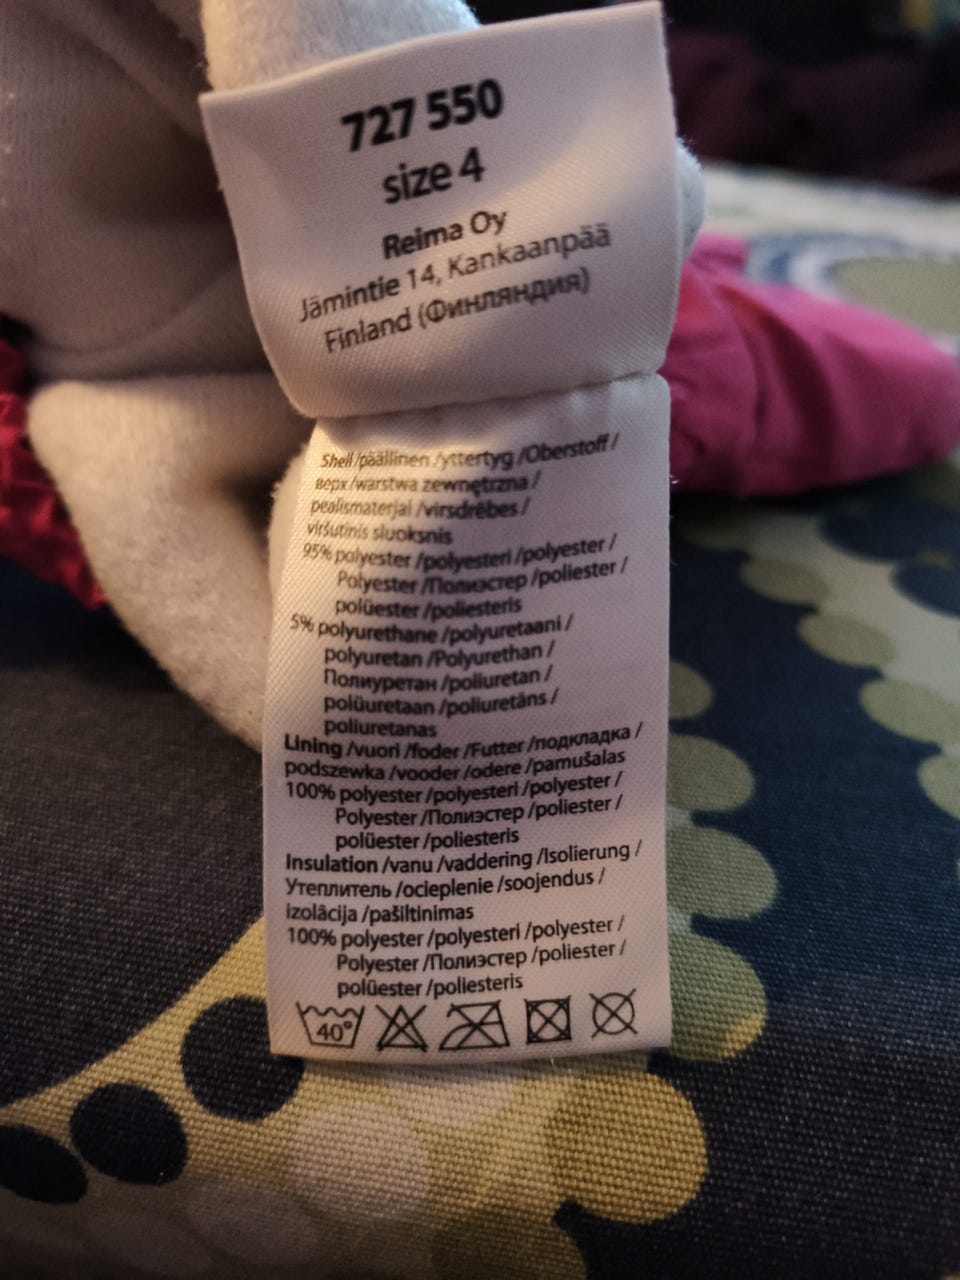 727 550
size 4
Reima Oy
Jämintie 14, Kankaanpää
Finland (Финляндия)
Shell /päällinen /yttertyg /Oberstoff /
верх /warstwa zewnętrzna /
pealismaterjal /virsdrēbes /
viršutinis sluoksnis
95% polyester /polyesteri /polyester /
Polyester /Полиэстер /poliester /
polüester /poliesteris
5% polyurethane /polyuretaani /
polyuretan /Polyurethan /
Полиуретан /poliuretan /
polüuretaan /poliuretāns /
poliuretanas
Lining /vuori /foder /Futter /подкладка /
podszewka /vooder /odere /pamušalas
100% polyester /polyesteri /polyester /
Polyester /Полиэстер /poliester /
polüester /poliesteris
Insulation /vanu /vaddering /Isolierung /
Утеплитель /ocieplenie /soojendus /
izolācija /pašiltinimas
100% polyester /polyesteri /polyester /
Polyester /Полиэстер /poliester /
polüester /poliesteris
40°